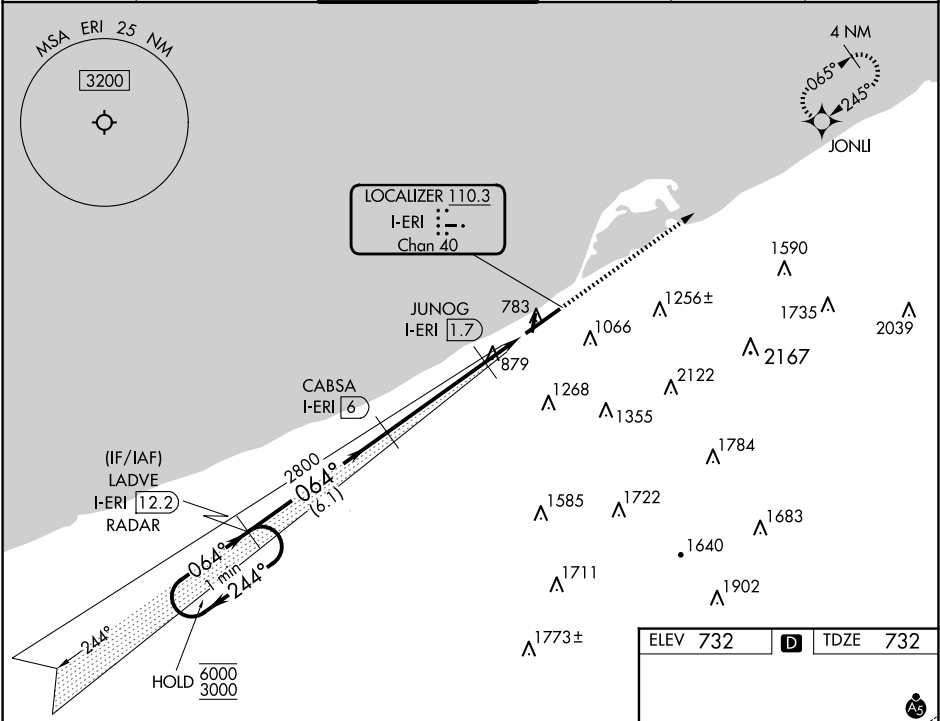 MSA ERI 25 NM
3200
4 NM
065°
245°
JONLI
LOCALIZER 110.3
I-ERI
Chan 40
1590
JUNOG
I-ERI 1.7
783
1256±
1735
2039
1066
2167
879
CABSA
I-ERI 6
1268
2122
1355
(IF/IAF)
LADVE
I-ERI 12.2
RADAR
2800
064°
(6.1)
1784
1585
1722
1683
064°
1 min
244°
1640
1711
1902
244°
HOLD 6000
3000
1773±
ELEV 732 D TDZE 732
A5